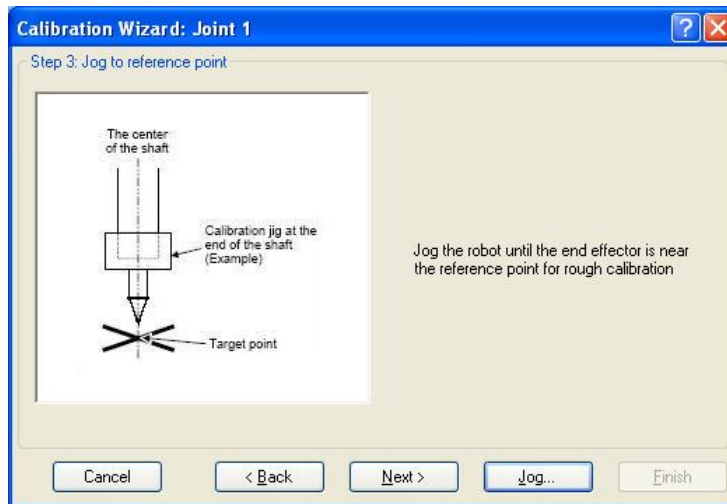 Calibration Wizard: Joint 1
Step 3: Jog to reference point
The center
of the shaft
Calibration jig at the
end of the shaft
(Example)
Target point
Jog the robot until the end effector is near
the reference point for rough calibration
Cancel
< Back
Next >
Jog...
Finish